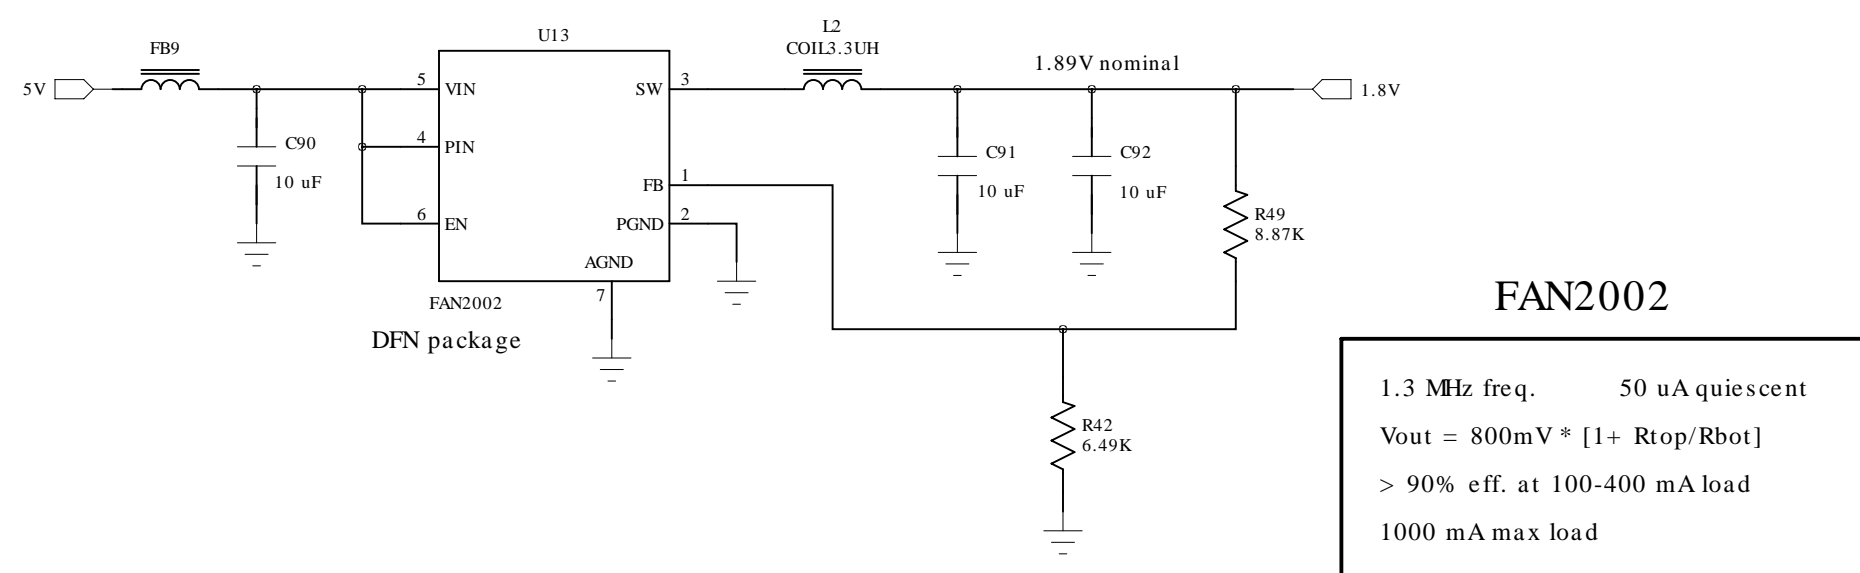 L2
U13
FB9
COIL3.3UH
1.89V nominal
5V
5
VIN
SW
3
1.8V
C90
4
PIN
C91
C92
10 uF
FB
1
10 uF
10 uF
6
EN
PGND
2
R49
8.87K
AGND
7
FAN2002
FAN2002
DFN package
1.3 MHz freq. 50 uA quiescent
R42
6.49K
Vout = 800mV * [1+ Rtop/Rbot]
> 90% eff. at 100-400 mA load
1000 mA max load